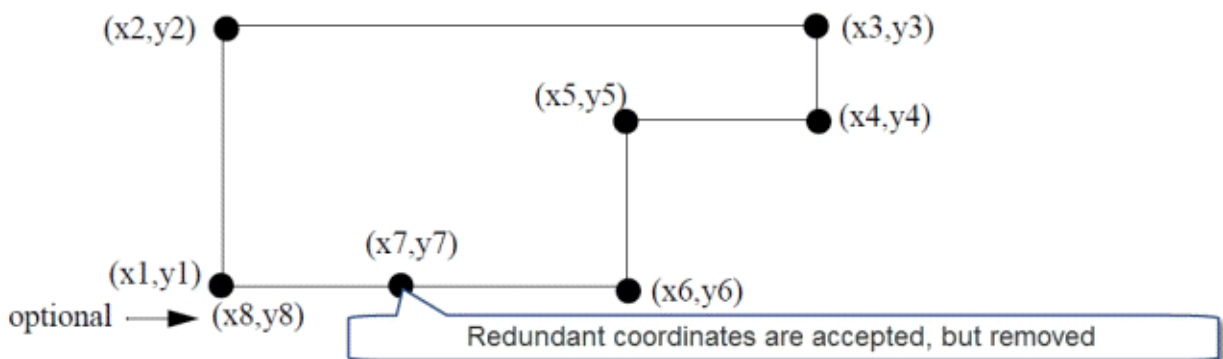 (x2,y2)
(x3,y3)
(x5,y5)
(x4,y4)
(x7,y7)
(x1,y1)
(x6,y6)
optional
(x8,y8)
Redundant coordinates are accepted, but removed